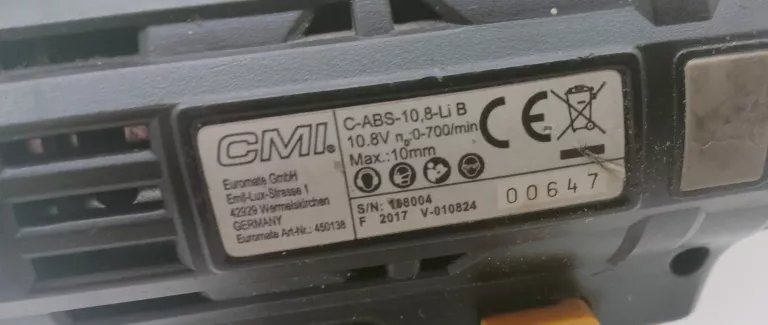 CMI®
Euromate GmbH
Emil-Lux-Strasse 1
42929 Wermelskirchen
GERMANY
Euromate Art-Nr.: 450138
C-ABS-10,8-Li B
10.8V n₀:0-700/min
Max.:10mm
CE
S/N: 198004
F 2017 V-010824
00647